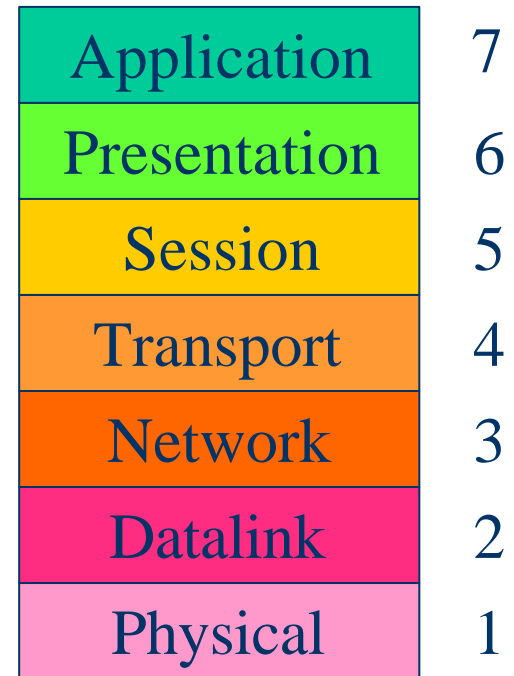 Application 7
Presentation 6
Session 5
Transport 4
Network 3
Datalink 2
Physical 1